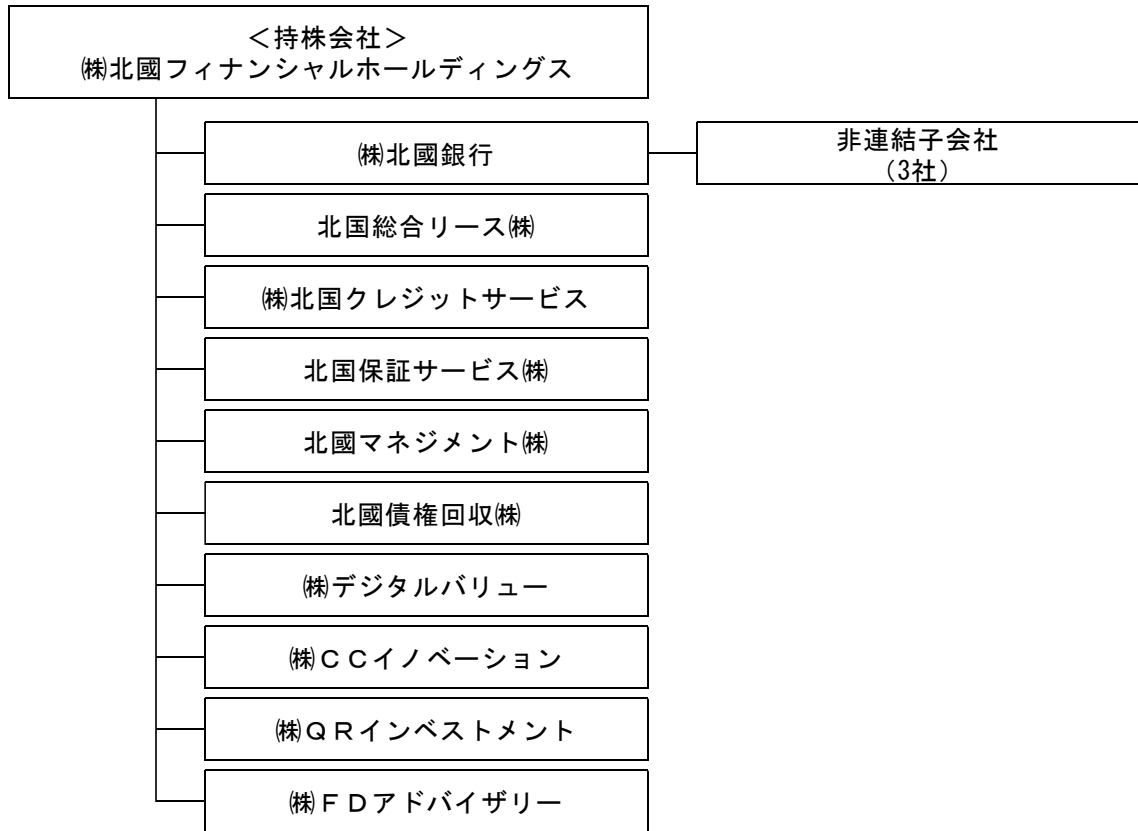 ＜持株会社＞
㈱北國フィナンシャルホールディングス
㈱北國銀行
非連結子会社
（3社）
北国総合リース㈱
㈱北国クレジットサービス
北国保証サービス㈱
北國マネジメント㈱
北國債権回収㈱
㈱デジタルバリュー
㈱ＣＣイノベーション
㈱ＱＲインベストメント
㈱ＦＤアドバイザリー